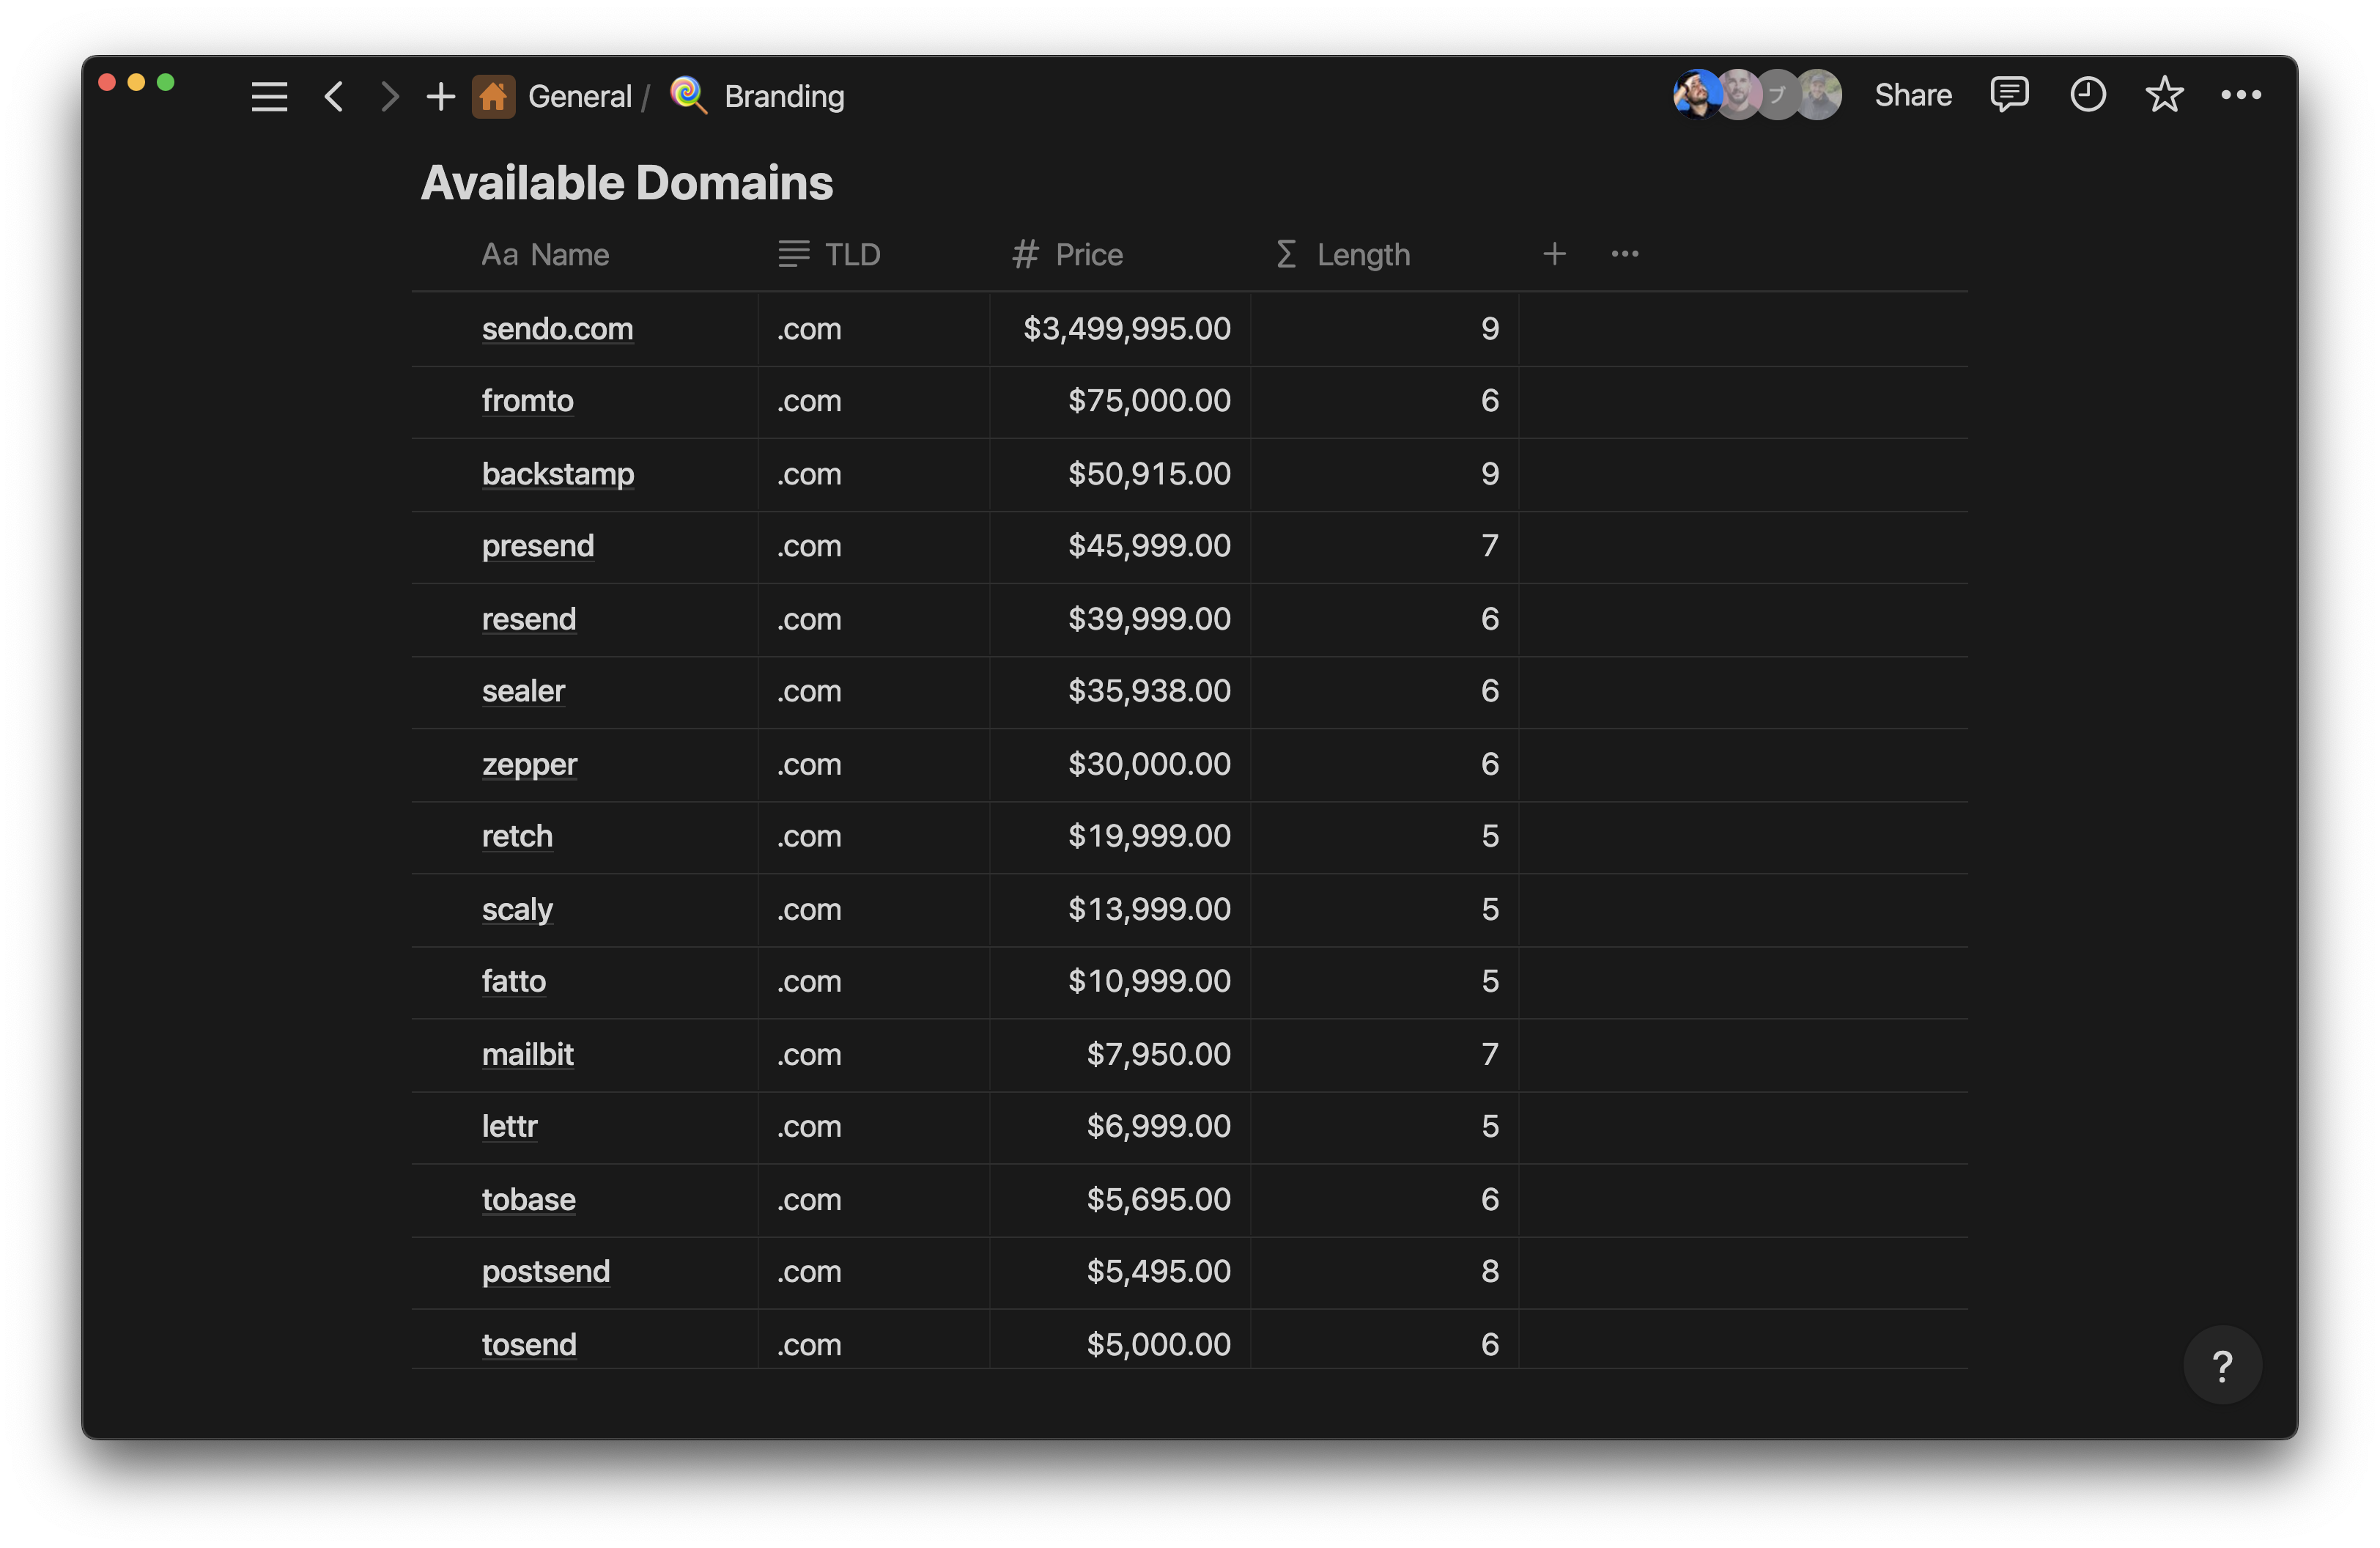 General / Branding
プ
Share
Available Domains
Aa Name TLD # Price Σ Length + •••
sendo.com .com $3,499,995.00 9
fromto .com $75,000.00 6
backstamp .com $50,915.00 9
presend .com $45,999.00 7
resend .com $39,999.00 6
sealer .com $35,938.00 6
zepper .com $30,000.00 6
retch .com $19,999.00 5
scaly .com $13,999.00 5
fatto .com $10,999.00 5
mailbit .com $7,950.00 7
lettr .com $6,999.00 5
tobase .com $5,695.00 6
postsend .com $5,495.00 8
tosend .com $5,000.00 6
?